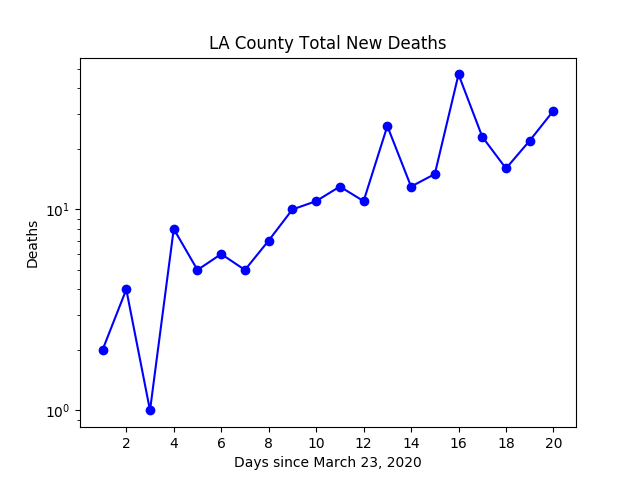 LA County Total New Deaths
Deaths
10¹
10⁰
2 4 6 8 10 12 14 16 18 20
Days since March 23, 2020